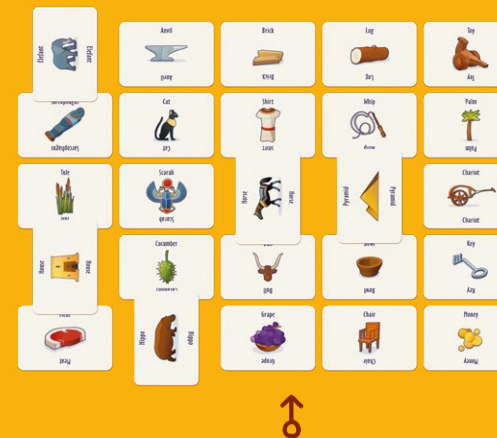 Elefant
Elefant
Anvil
Anvil
Brick
Brick
Log
Log
Toy
Toy
Sarcophagus
Sarcophagus
Cat
Cat
Shirt
Shirt
Whip
Whip
Palm
Palm
Tule
Scarab
Scarab
Horse
Horse
Pyramid
Pyramid
Chariot
Chariot
House
House
Cucumber
Bull
Bowl
Key
Key
Meat
Hippo
Hippo
Grape
Grape
Chair
Chair
Money
Money